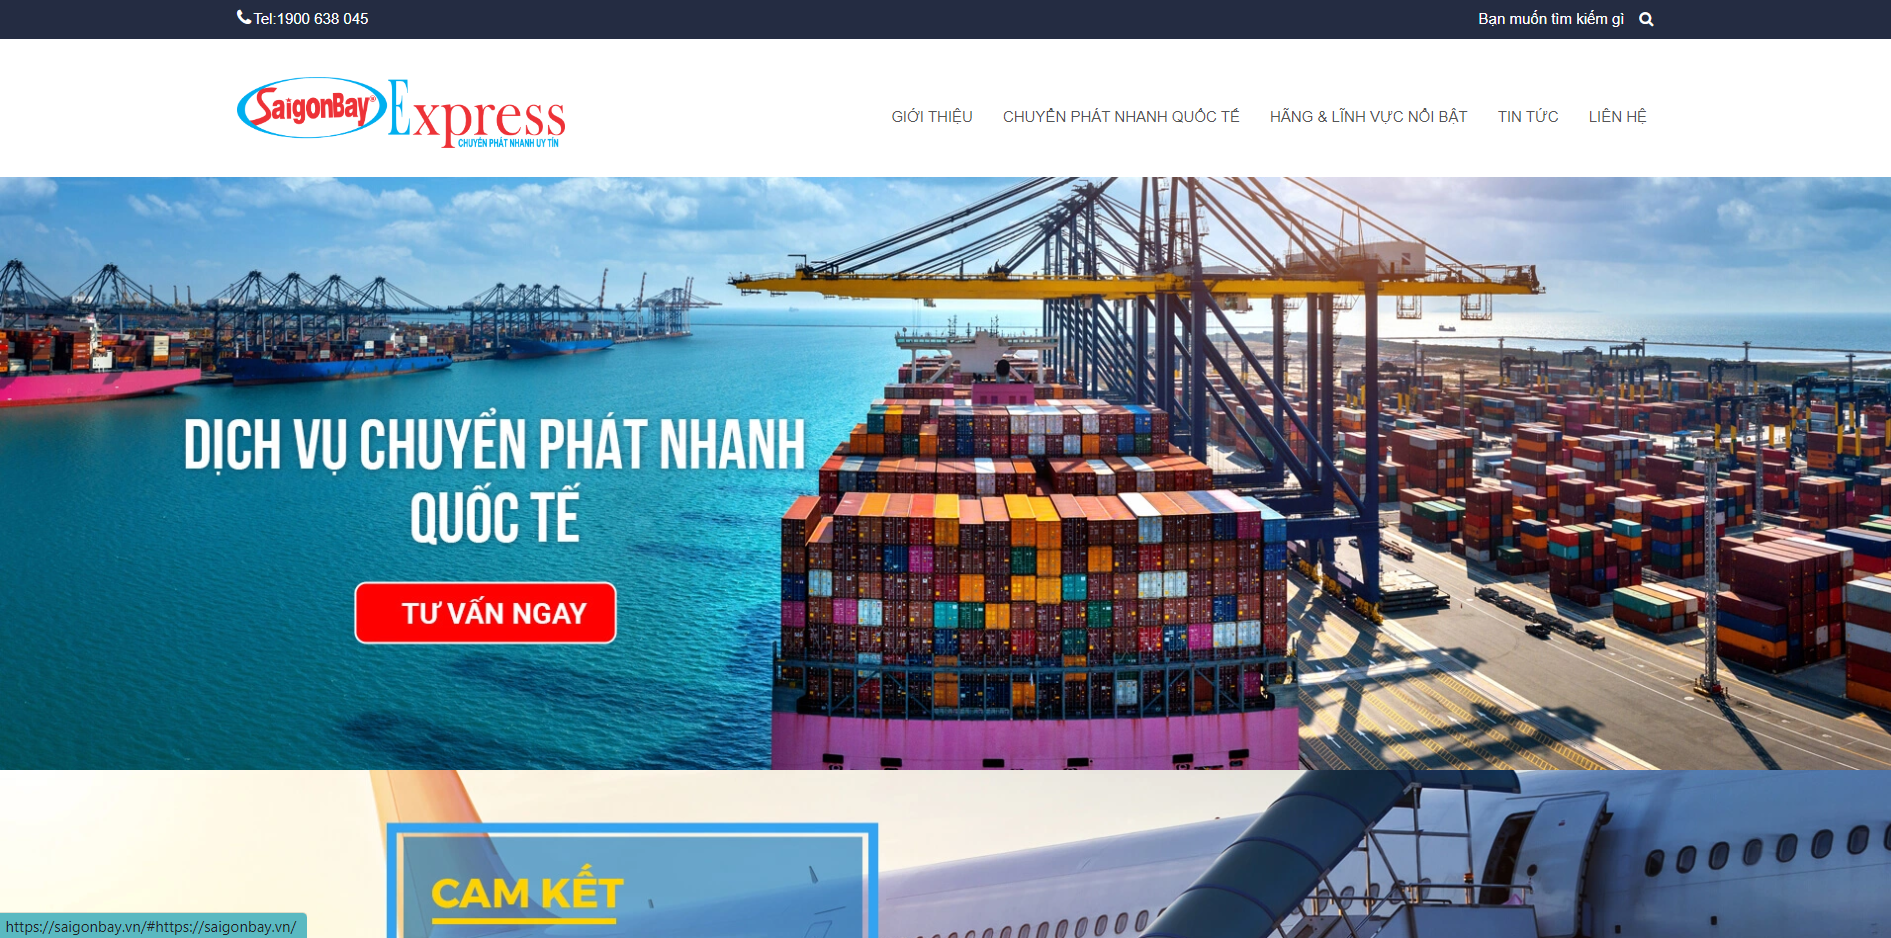 Tel:1900 638 045
Bạn muốn tìm kiếm gì
SaigonBay® Express
CHUYỂN PHÁT NHANH UY TÍN
GIỚI THIỆU
CHUYỂN PHÁT NHANH QUỐC TẾ
HÃNG & LĨNH VỰC NỔI BẬT
TIN TỨC
LIÊN HỆ
DỊCH VỤ CHUYỂN PHÁT NHANH
QUỐC TẾ
TƯ VẤN NGAY
CAM KẾT
https://saigonbay.vn/#https://saigonbay.vn/